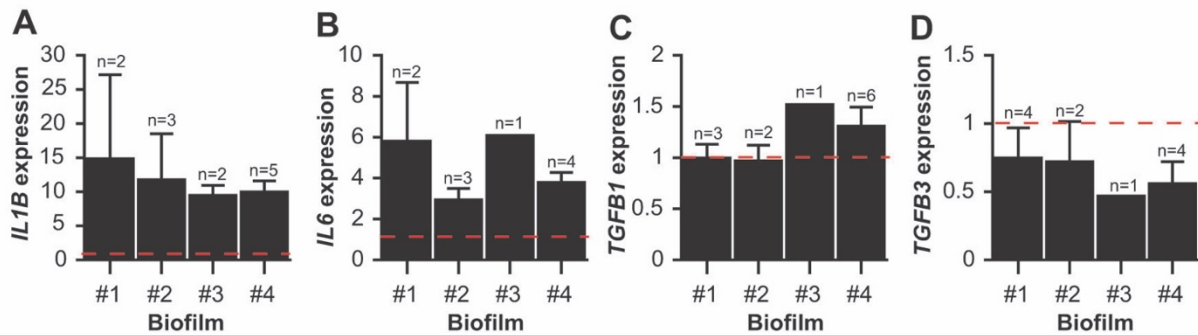 A
IL1B expression
30
25
20
15
10
5
0
n=2
n=3
n=2
n=5
#1 #2 #3 #4
Biofilm
B
IL6 expression
10
8
6
4
2
0
n=2
n=3
n=1
n=4
#1 #2 #3 #4
Biofilm
C
TGFB1 expression
2
1.5
1
0.5
0
n=3
n=2
n=1
n=6
#1 #2 #3 #4
Biofilm
D
TGFB3 expression
1.5
1
0.5
0
n=4
n=2
n=1
n=4
#1 #2 #3 #4
Biofilm